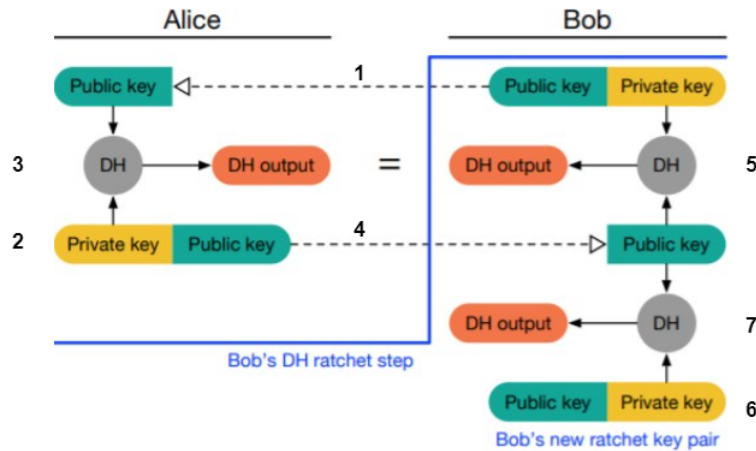 Alice Bob
1
Public key Public key Private key
3 DH DH output = DH output DH 5
2 Private key Public key 4 Public key
DH output DH 7
Bob's DH ratchet step
Public key Private key 6
Bob's new ratchet key pair